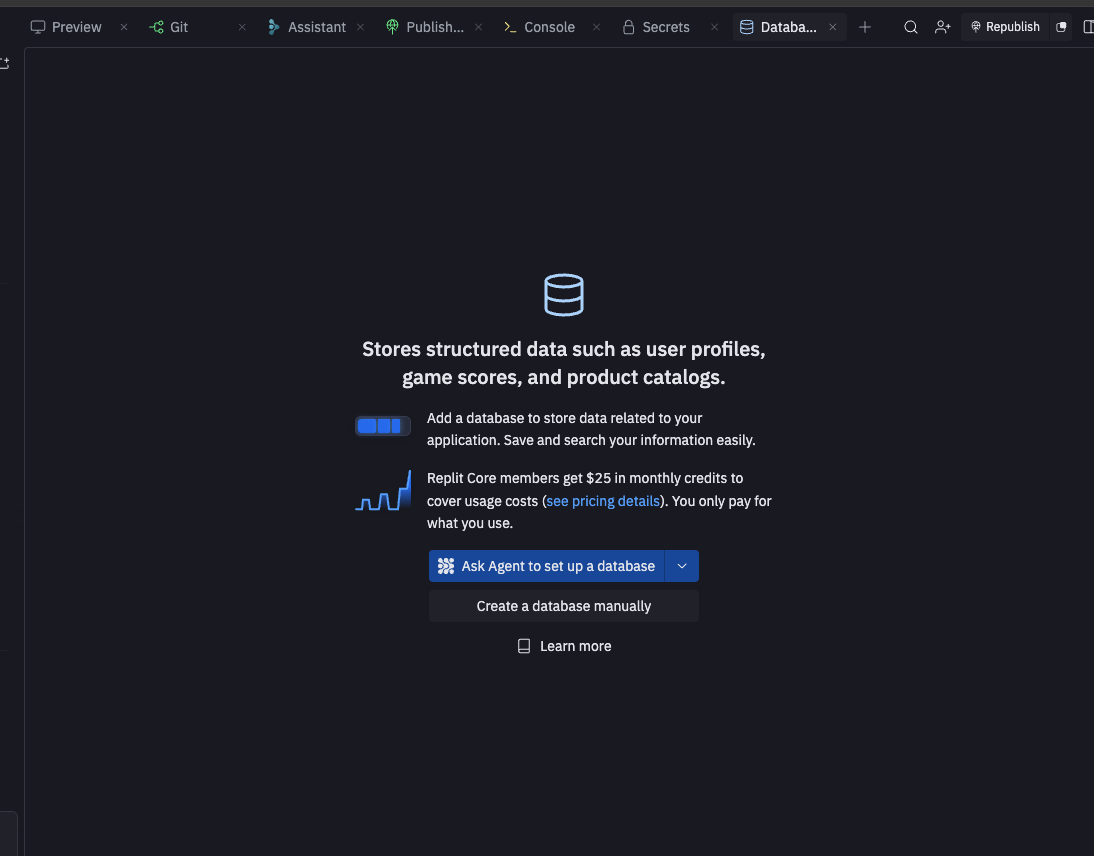 Preview Git Assistant Publish... Console Secrets Databa... Republish
Stores structured data such as user profiles,
game scores, and product catalogs.
Add a database to store data related to your
application. Save and search your information easily.
Replit Core members get $25 in monthly credits to
cover usage costs (see pricing details). You only pay for
what you use.
Ask Agent to set up a database
Create a database manually
Learn more